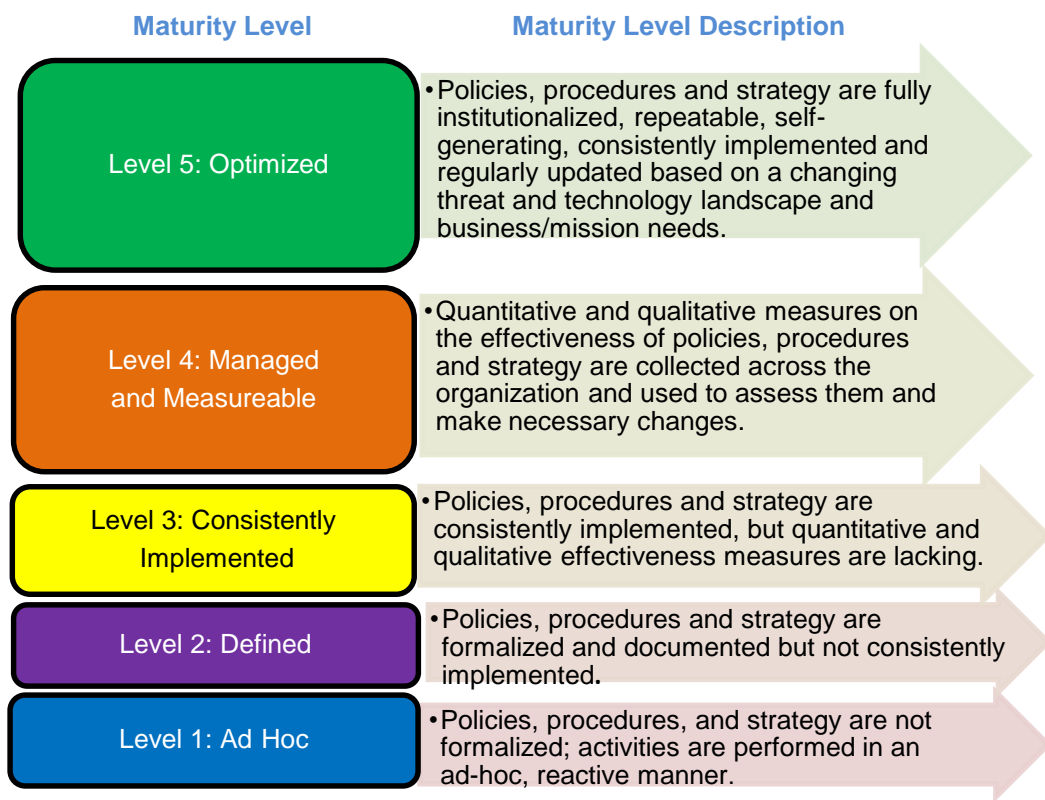 Maturity Level
Maturity Level Description
Level 5: Optimized
•Policies, procedures and strategy are fully
institutionalized, repeatable, self-
generating, consistently implemented and
regularly updated based on a changing
threat and technology landscape and
business/mission needs.
Level 4: Managed
and Measureable
•Quantitative and qualitative measures on
the effectiveness of policies, procedures
and strategy are collected across the
organization and used to assess them and
make necessary changes.
Level 3: Consistently
Implemented
•Policies, procedures and strategy are
consistently implemented, but quantitative and
qualitative effectiveness measures are lacking.
Level 2: Defined
•Policies, procedures and strategy are
formalized and documented but not consistently
implemented.
Level 1: Ad Hoc
•Policies, procedures, and strategy are not
formalized; activities are performed in an
ad-hoc, reactive manner.